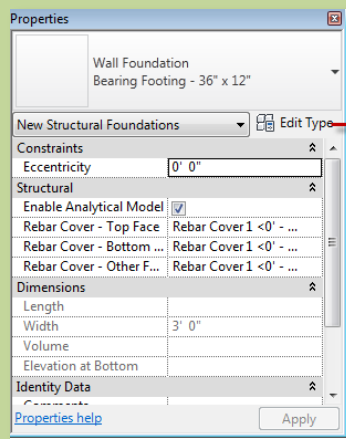 Properties
Wall Foundation
Bearing Footing - 36" x 12"
New Structural Foundations
Edit Type
Constraints
Eccentricity 0' 0"
Structural
Enable Analytical Model
Rebar Cover - Top Face Rebar Cover 1 <0' - ...
Rebar Cover - Bottom ... Rebar Cover 1 <0' - ...
Rebar Cover - Other F... Rebar Cover 1 <0' - ...
Dimensions
Length
Width 3' 0"
Volume
Elevation at Bottom
Identity Data
Properties help
Apply